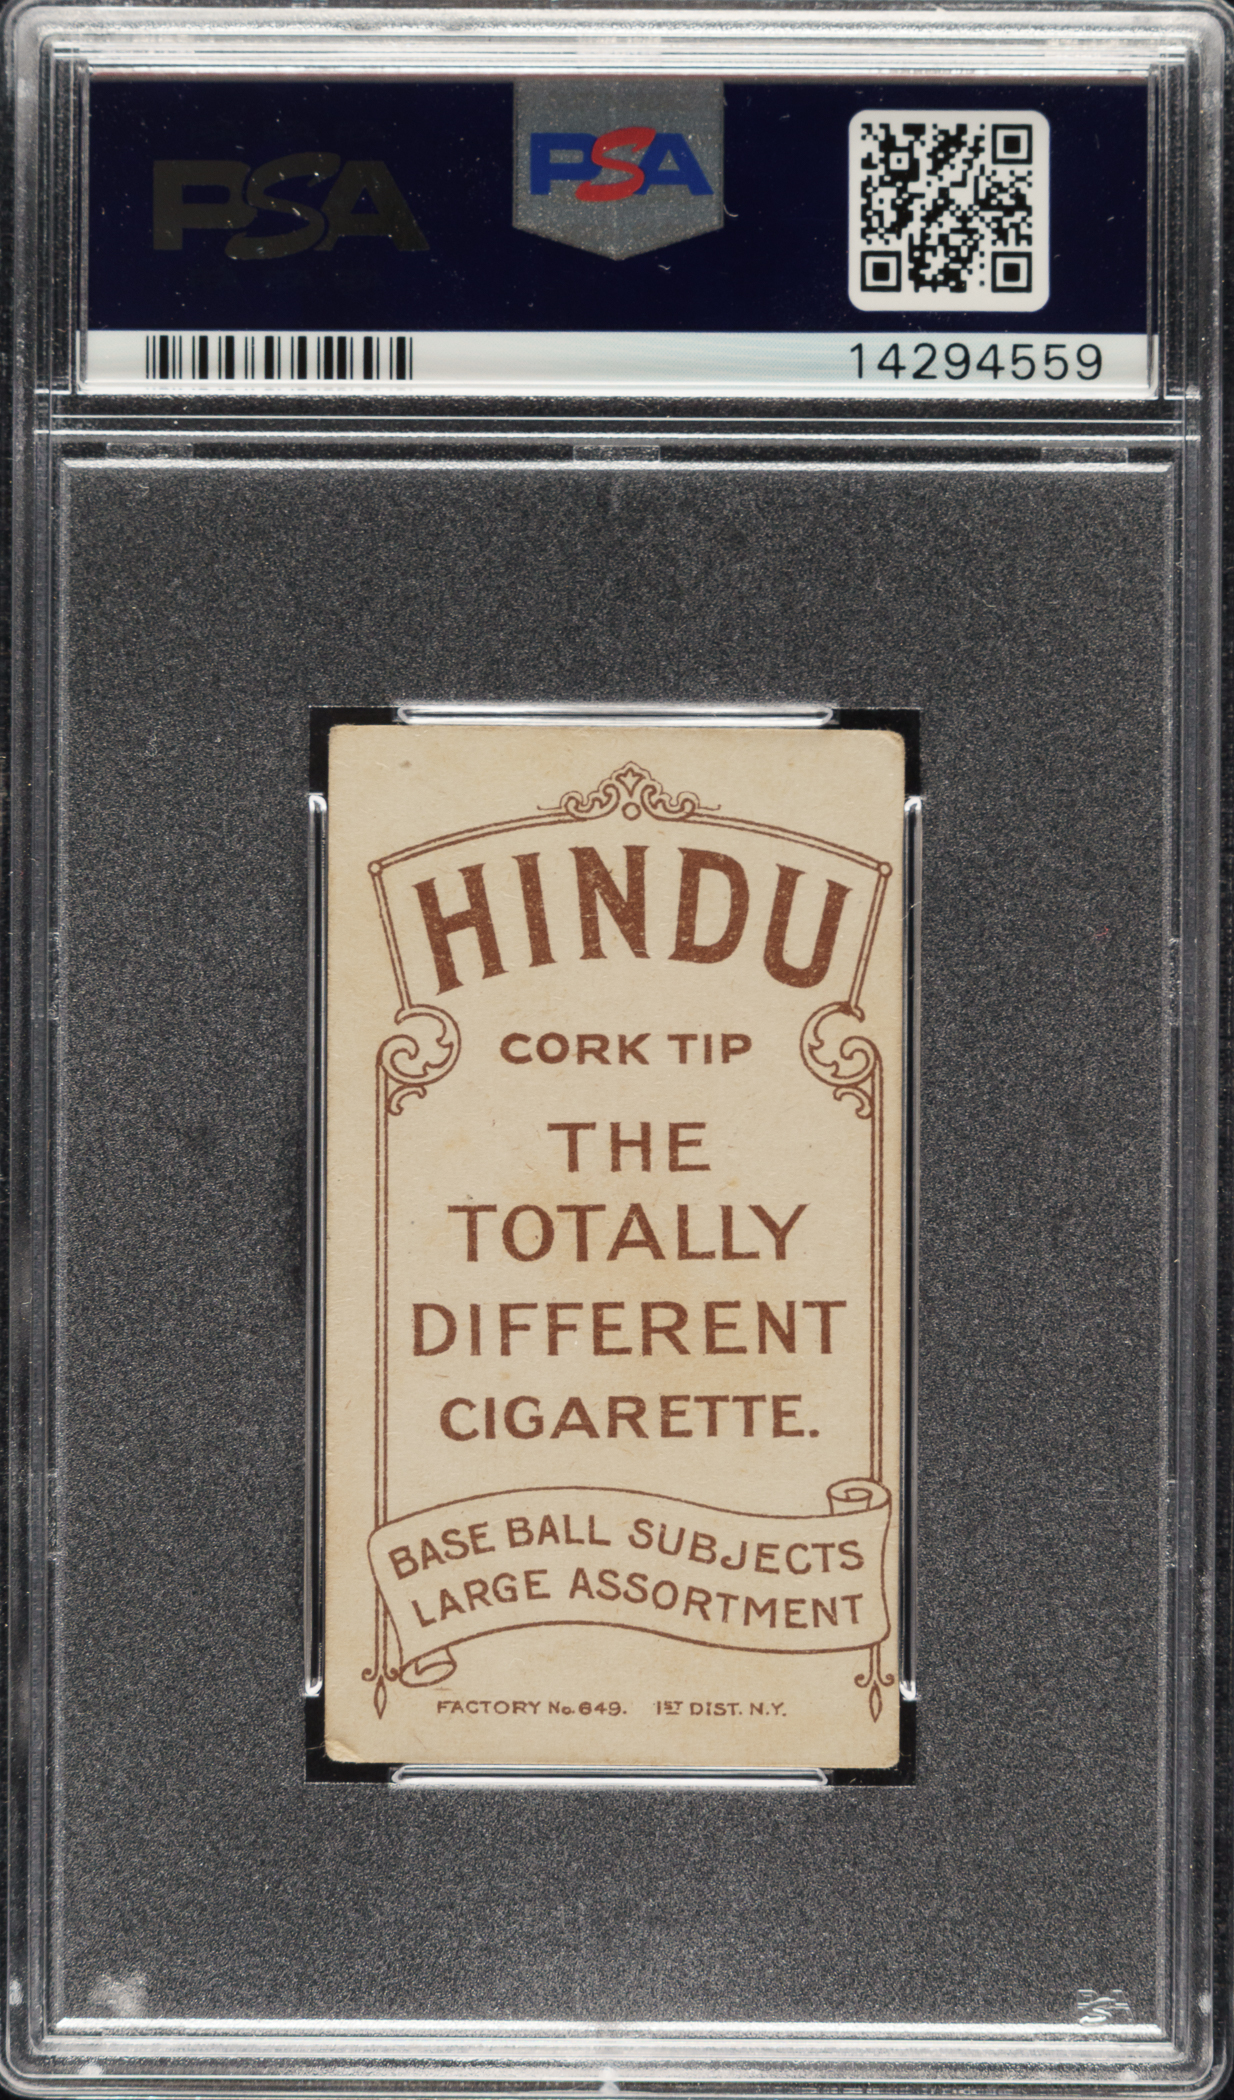 PSA
PSA
14294559
HINDU
CORK TIP
THE
TOTALLY
DIFFERENT
CIGARETTE.
BASE BALL SUBJECTS
LARGE ASSORTMENT
FACTORY No. 649. 1ST DIST. N.Y.